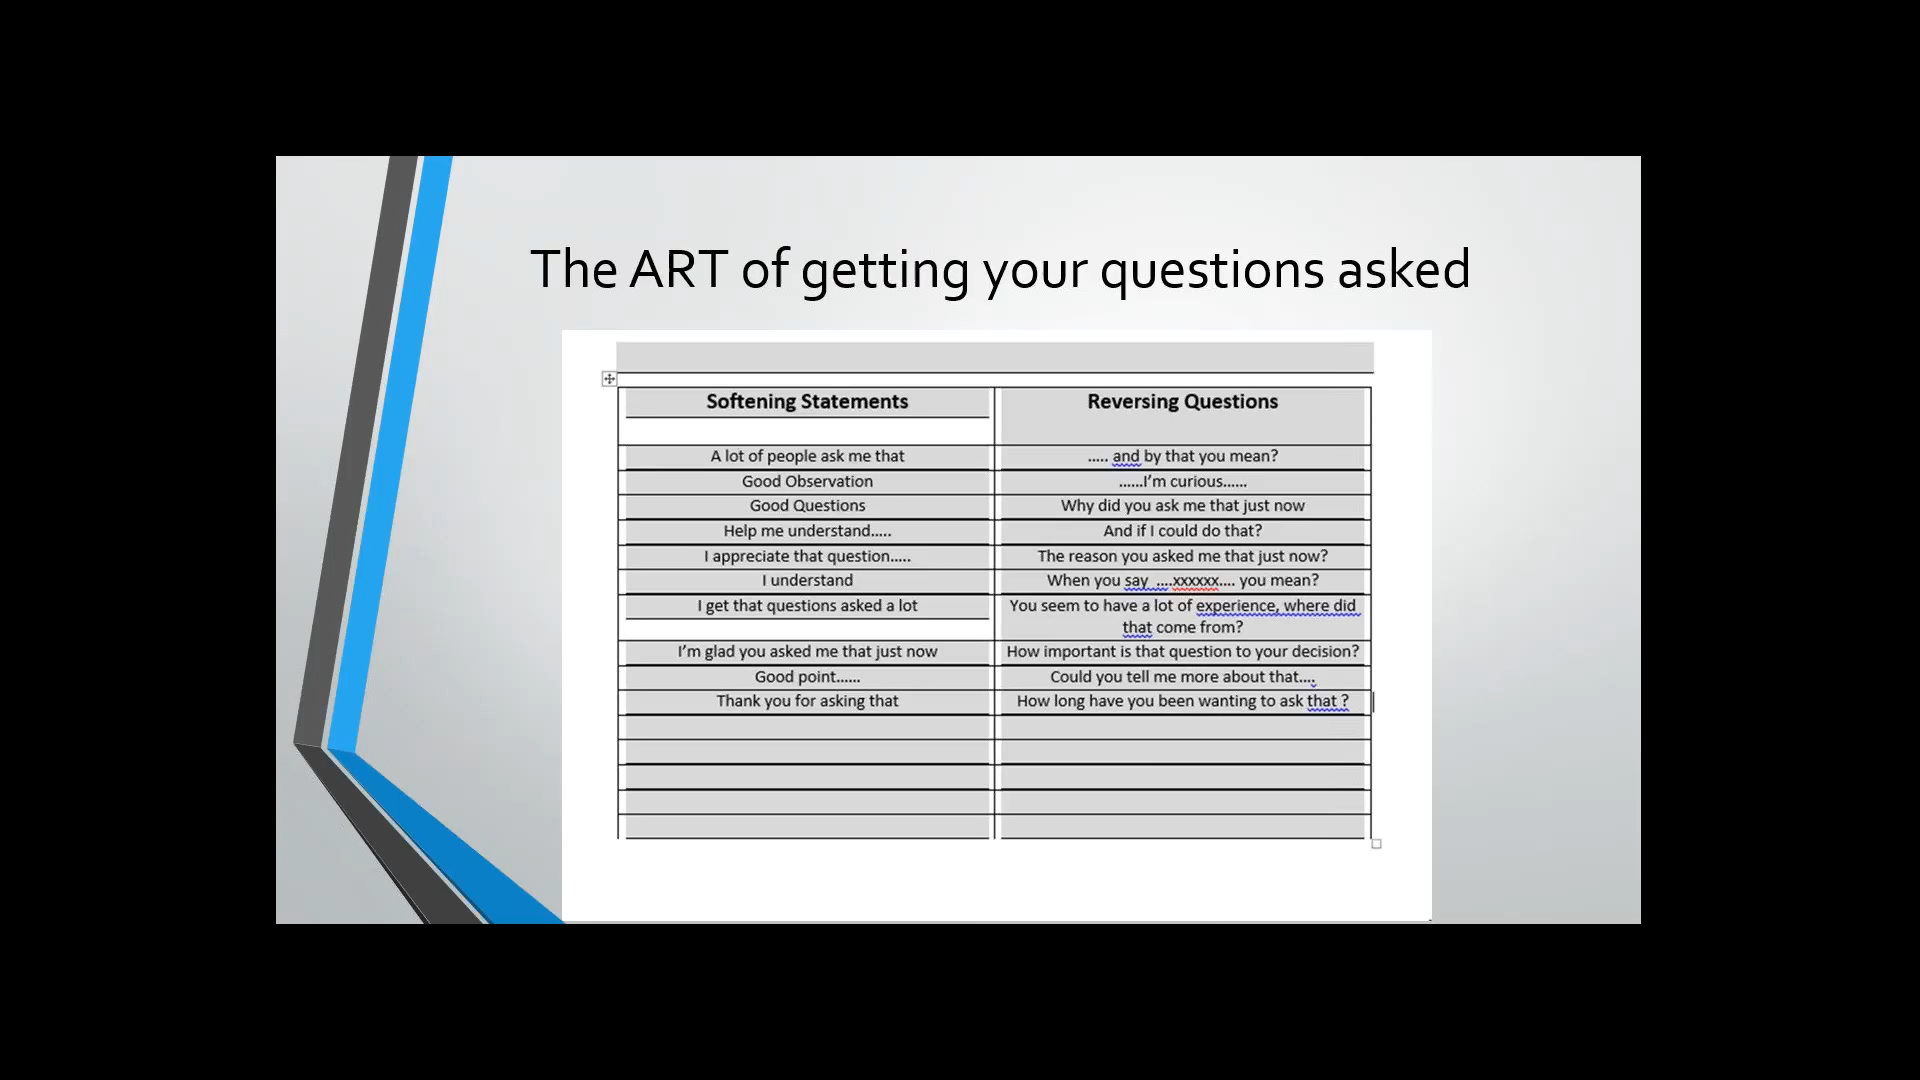 The ART of getting your questions asked
Softening Statements
Reversing Questions
A lot of people ask me that
..... and by that you mean?
Good Observation
......I'm curious......
Good Questions
Why did you ask me that just now
Help me understand.....
And if I could do that?
I appreciate that question.....
The reason you asked me that just now?
I understand
When you say ....xxxxxx.... you mean?
I get that questions asked a lot
You seem to have a lot of experience, where did
that come from?
I'm glad you asked me that just now
How important is that question to your decision?
Good point......
Could you tell me more about that....
Thank you for asking that
How long have you been wanting to ask that ?